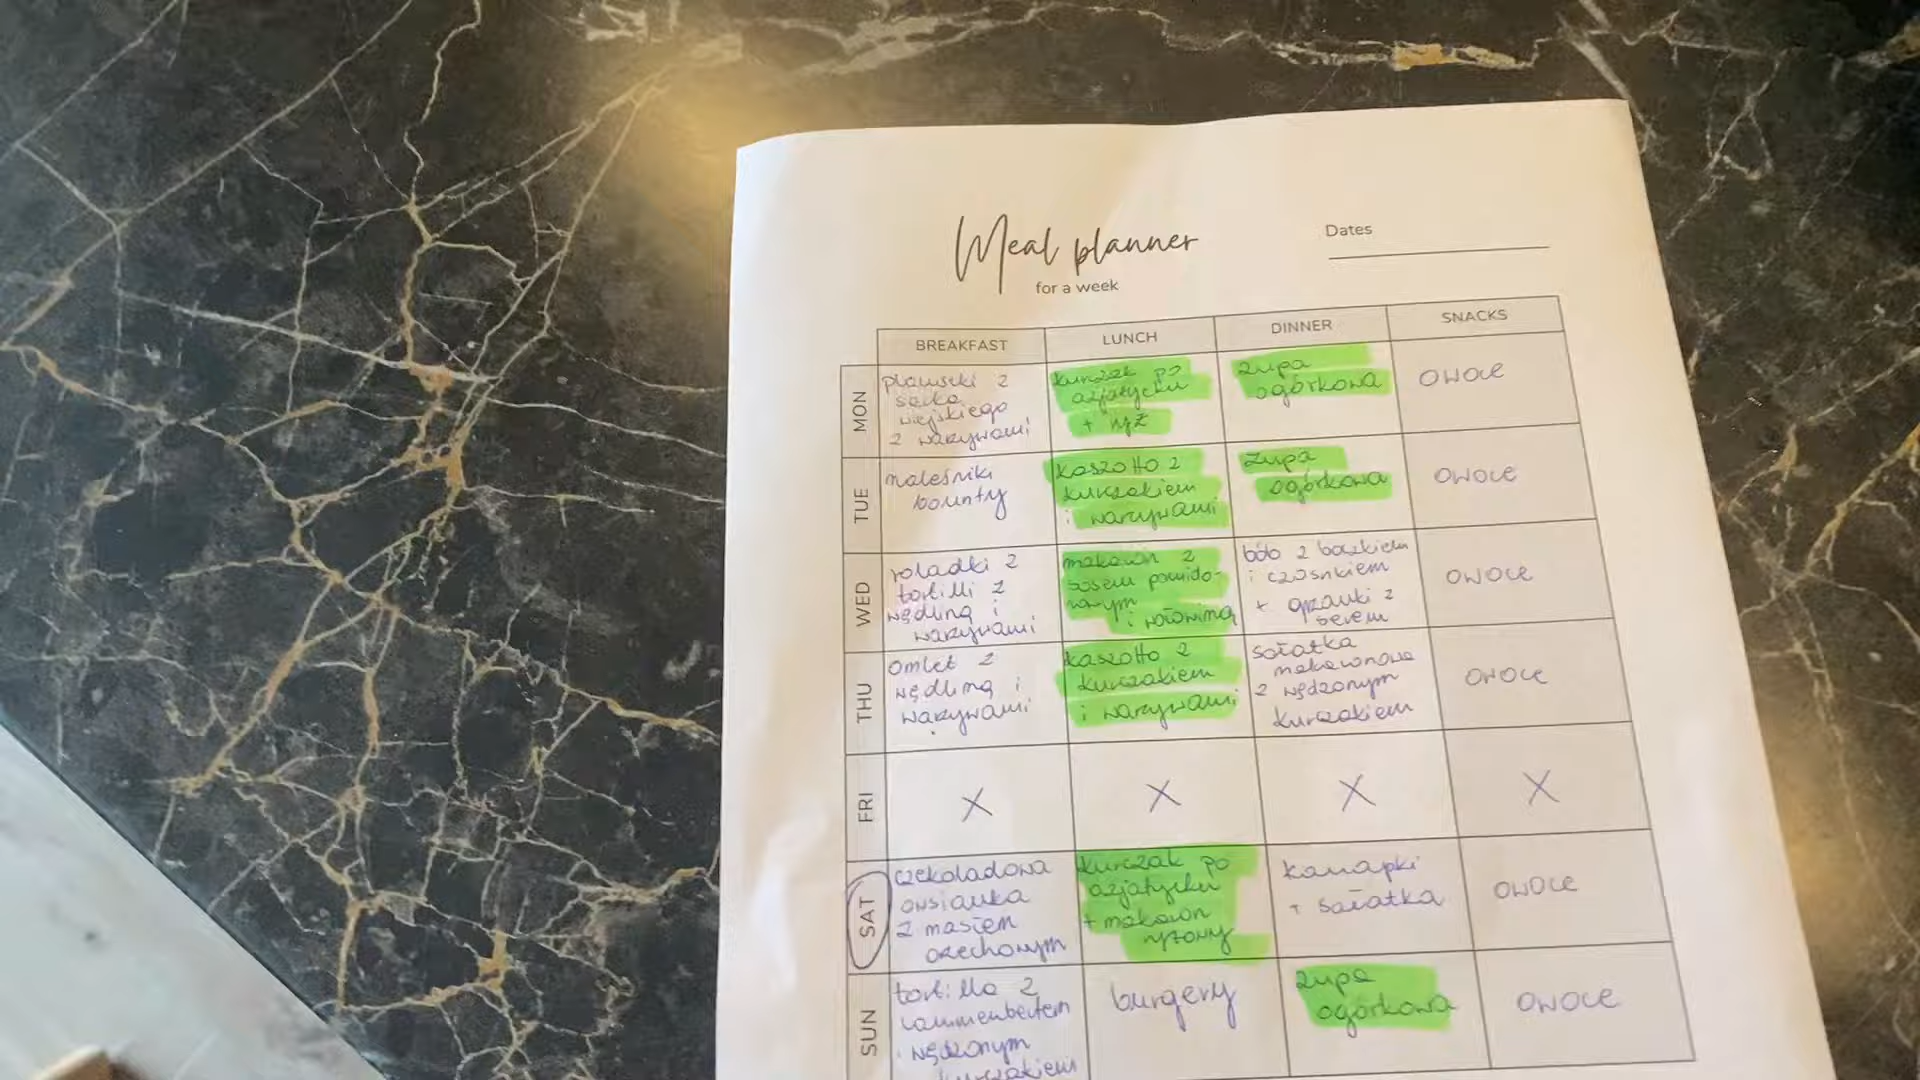 Meal planner
for a week
Dates
BREAKFAST LUNCH DINNER SNACKS
MON
placuszki z
serka
wiejskiego
z warzywami
kurczak po
azjatycku
+ ryż
zupa
ogórkowa
owoce
TUE
naleśniki
bounty
kaszotto z
kurczakiem
i warzywami
zupa
ogórkowa
owoce
WED
roladki z
tortilli z
wędliną i
warzywami
makaron z
sosem pomido-
rowym
i wołowiną
bób z boczkiem
i czosnkiem
+ grzanki z
serem
owoce
THU
omlet z
wędliną i
warzywami
kaszotto z
kurczakiem
i warzywami
sałatka
makaronowa
z wędzonym
kurczakiem
owoce
FRI
X X X X
SAT
czekoladowa
owsianka
z masłem
orzechowym
kurczak po
azjatycku
+ makaron
ryżowy
kanapki
+ sałatka
owoce
SUN
tortilla z
cammembertem
i wędzonym
kurczakiem
burgery
zupa
ogórkowa
owoce